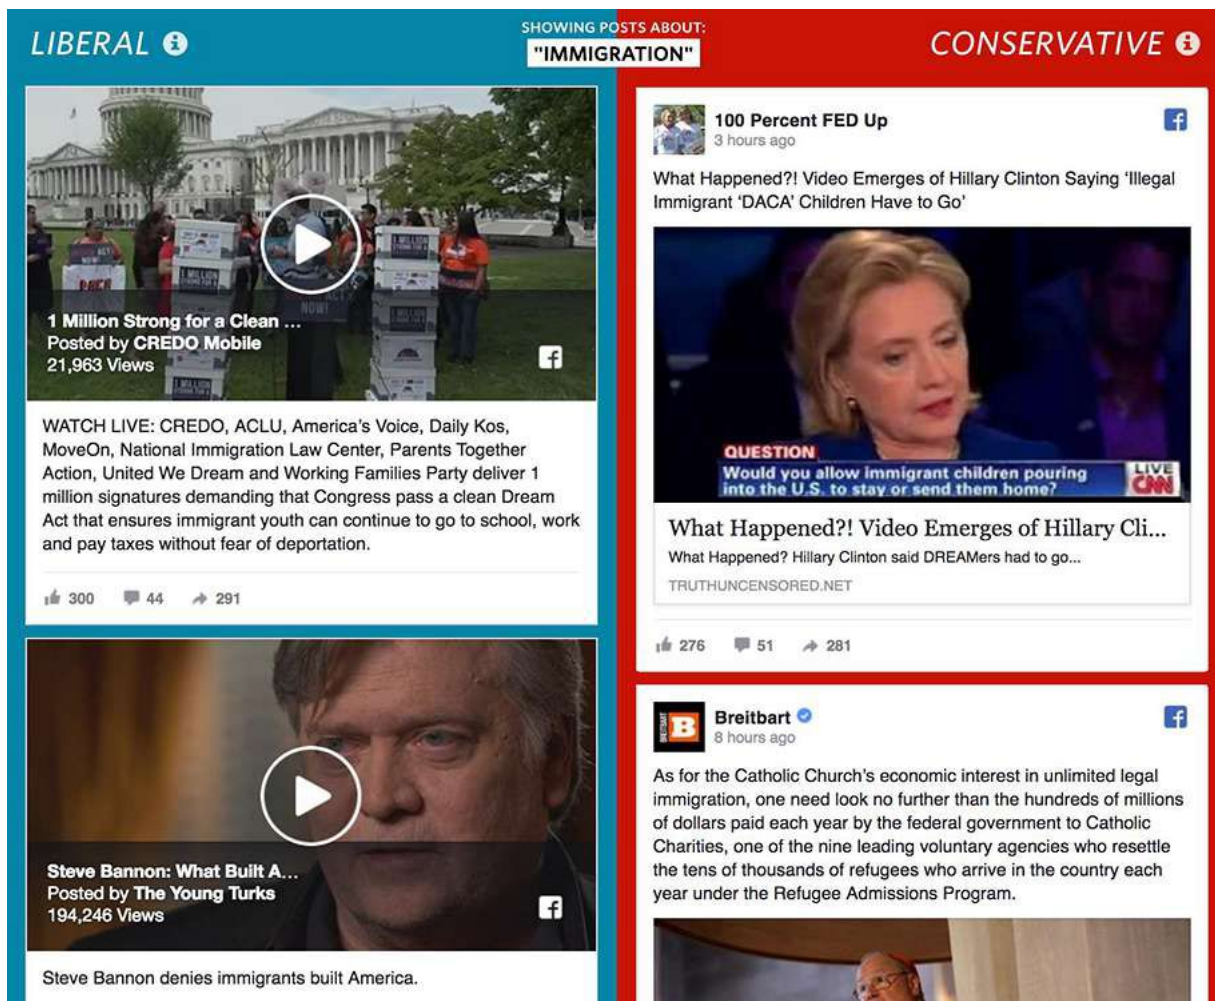 LIBERAL
SHOWING POSTS ABOUT:
"IMMIGRATION"
CONSERVATIVE
ACT
NOW!
1 MILLION
STRONG FOR A
1 MILLION
NOW!
1 Million Strong for a Clean ...
Posted by CREDO Mobile
21,963 Views
WATCH LIVE: CREDO, ACLU, America's Voice, Daily Kos,
MoveOn, National Immigration Law Center, Parents Together
Action, United We Dream and Working Families Party deliver 1
million signatures demanding that Congress pass a clean Dream
Act that ensures immigrant youth can continue to go to school, work
and pay taxes without fear of deportation.
300 44 291
Steve Bannon: What Built A...
Posted by The Young Turks
194,246 Views
Steve Bannon denies immigrants built America.
100 Percent FED Up
3 hours ago
What Happened?! Video Emerges of Hillary Clinton Saying 'Illegal
Immigrant 'DACA' Children Have to Go'
QUESTION
Would you allow immigrant children pouring
into the U.S. to stay or send them home?
LIVE
CNN
What Happened?! Video Emerges of Hillary Cli...
What Happened? Hillary Clinton said DREAMers had to go...
TRUTHUNCENSORED.NET
276 51 281
BREITBART
B
Breitbart
8 hours ago
As for the Catholic Church's economic interest in unlimited legal
immigration, one need look no further than the hundreds of millions
of dollars paid each year by the federal government to Catholic
Charities, one of the nine leading voluntary agencies who resettle
the tens of thousands of refugees who arrive in the country each
year under the Refugee Admissions Program.